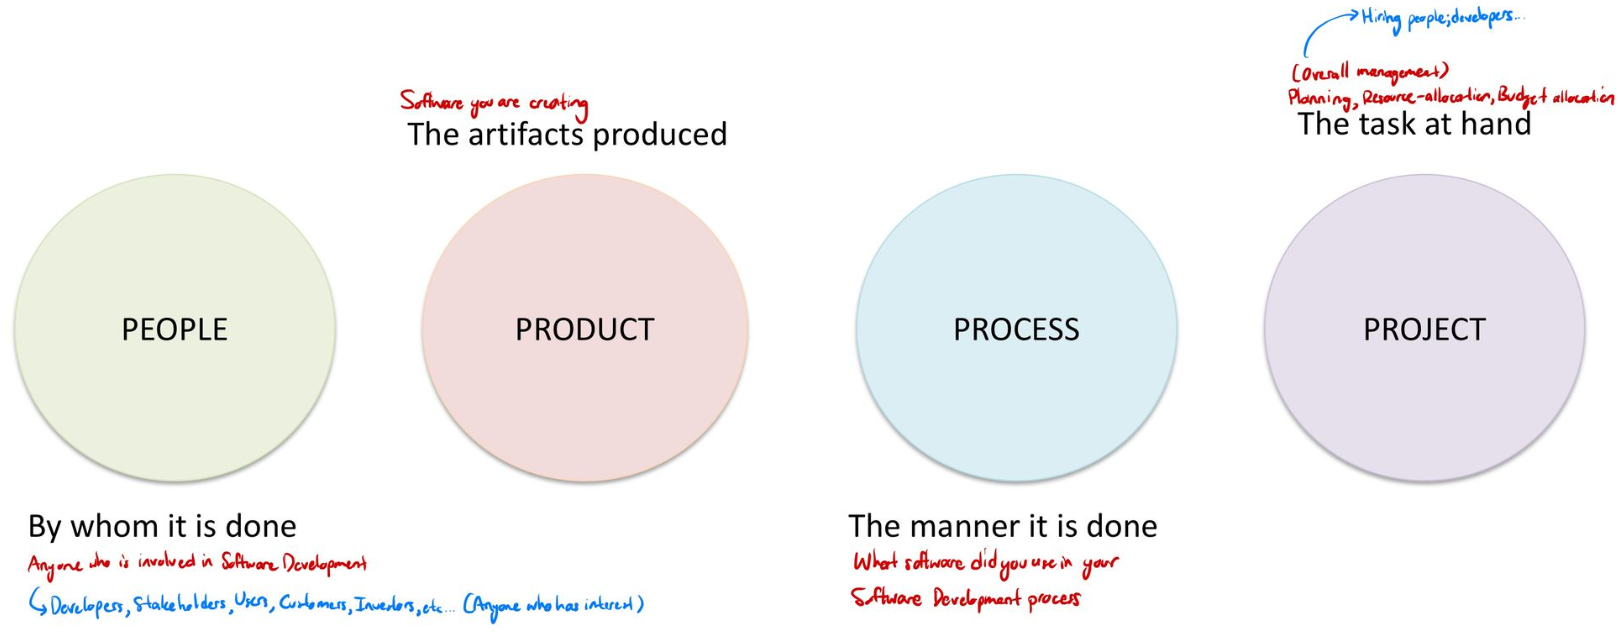 Hiring people; developers...
(Overall management)
Planning, Resource-allocation, Budget allocation
The task at hand
Software you are creating
The artifacts produced
PEOPLE
PRODUCT
PROCESS
PROJECT
By whom it is done
Anyone who is involved in Software Development
Developers, Stakeholders, Users, Customers, Investors, etc... (Anyone who has interest)
The manner it is done
What software did you use in your
Software Development process